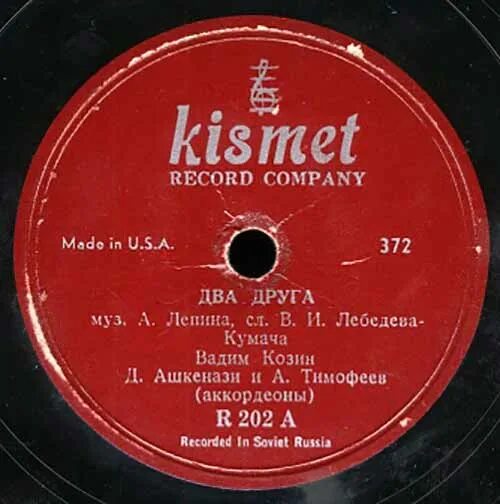 kismet
RECORD COMPANY
Made in U.S.A.
372
ДВА ДРУГА
муз. А. Лепина, сл. В. И. Лебедева-
Кумача
Вадим Козин
Д. Ашкенази и А. Тимофеев
(аккордеоны)
R 202 A
Recorded In Soviet Russia